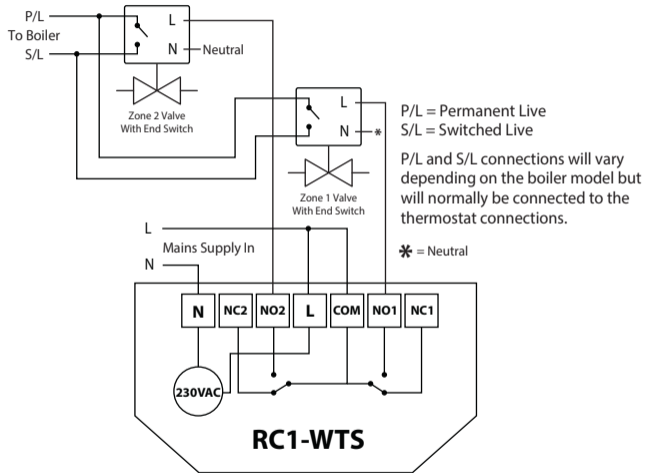 P/L
To Boiler
S/L
L
N
Neutral
Zone 2 Valve
With End Switch
L
N
*
Zone 1 Valve
With End Switch
P/L = Permanent Live
S/L = Switched Live
P/L and S/L connections will vary
depending on the boiler model but
will normally be connected to the
thermostat connections.
* = Neutral
L
Mains Supply In
N
N NC2 NO2 L COM NO1 NC1
230VAC
RC1-WTS